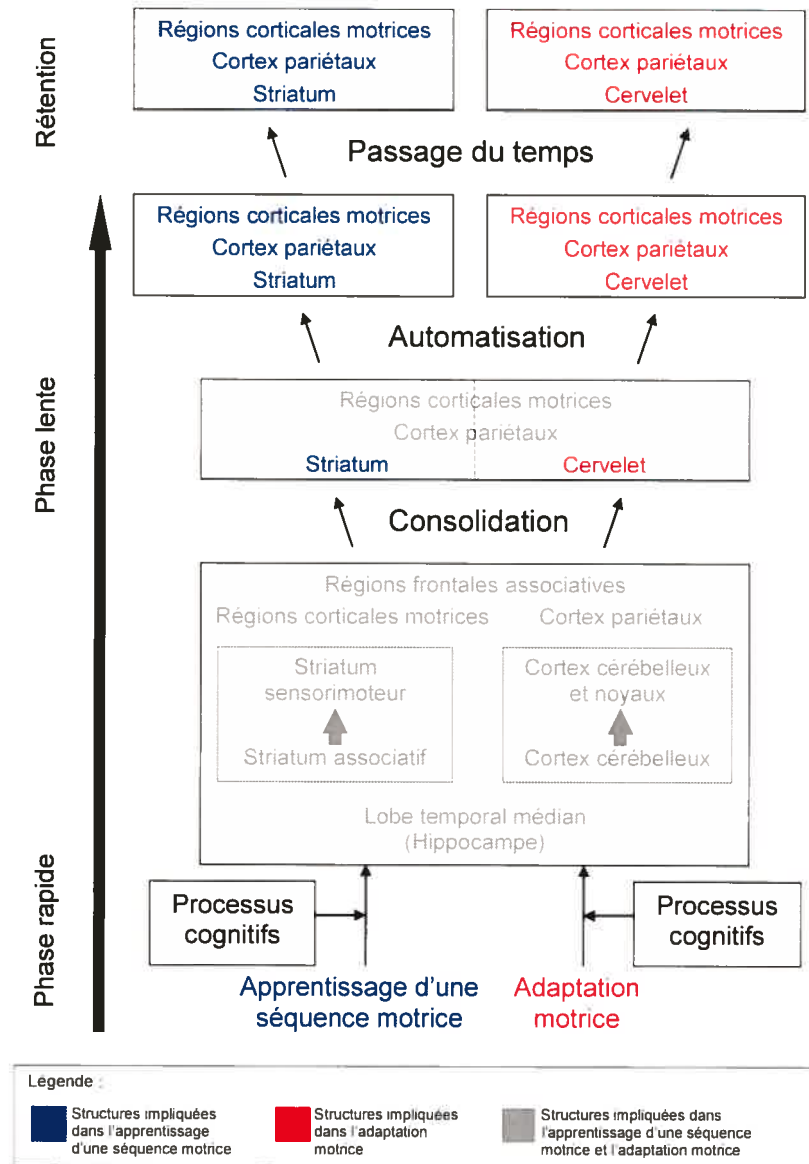 Rétention
Régions corticales motrices
Cortex pariétaux
Striatum
Régions corticales motrices
Cortex pariétaux
Cervelet
Passage du temps
Régions corticales motrices
Cortex pariétaux
Striatum
Régions corticales motrices
Cortex pariétaux
Cervelet
Automatisation
Phase lente
Régions corticales motrices
Cortex pariétaux
Striatum
Cervelet
Consolidation
Régions frontales associatives
Régions corticales motrices
Cortex pariétaux
Striatum
sensorimoteur
Striatum associatif
Cortex cérébelleux
et noyaux
Cortex cérébelleux
Lobe temporal médian
(Hippocampe)
Phase rapide
Processus
cognitifs
Processus
cognitifs
Apprentissage d'une
séquence motrice
Adaptation
motrice
Légende :
Structures impliquées
dans l'apprentissage
d'une séquence motrice
Structures impliquées
dans l'adaptation
motrice
Structures impliquées dans
l'apprentissage d'une séquence
motrice et l'adaptation motrice